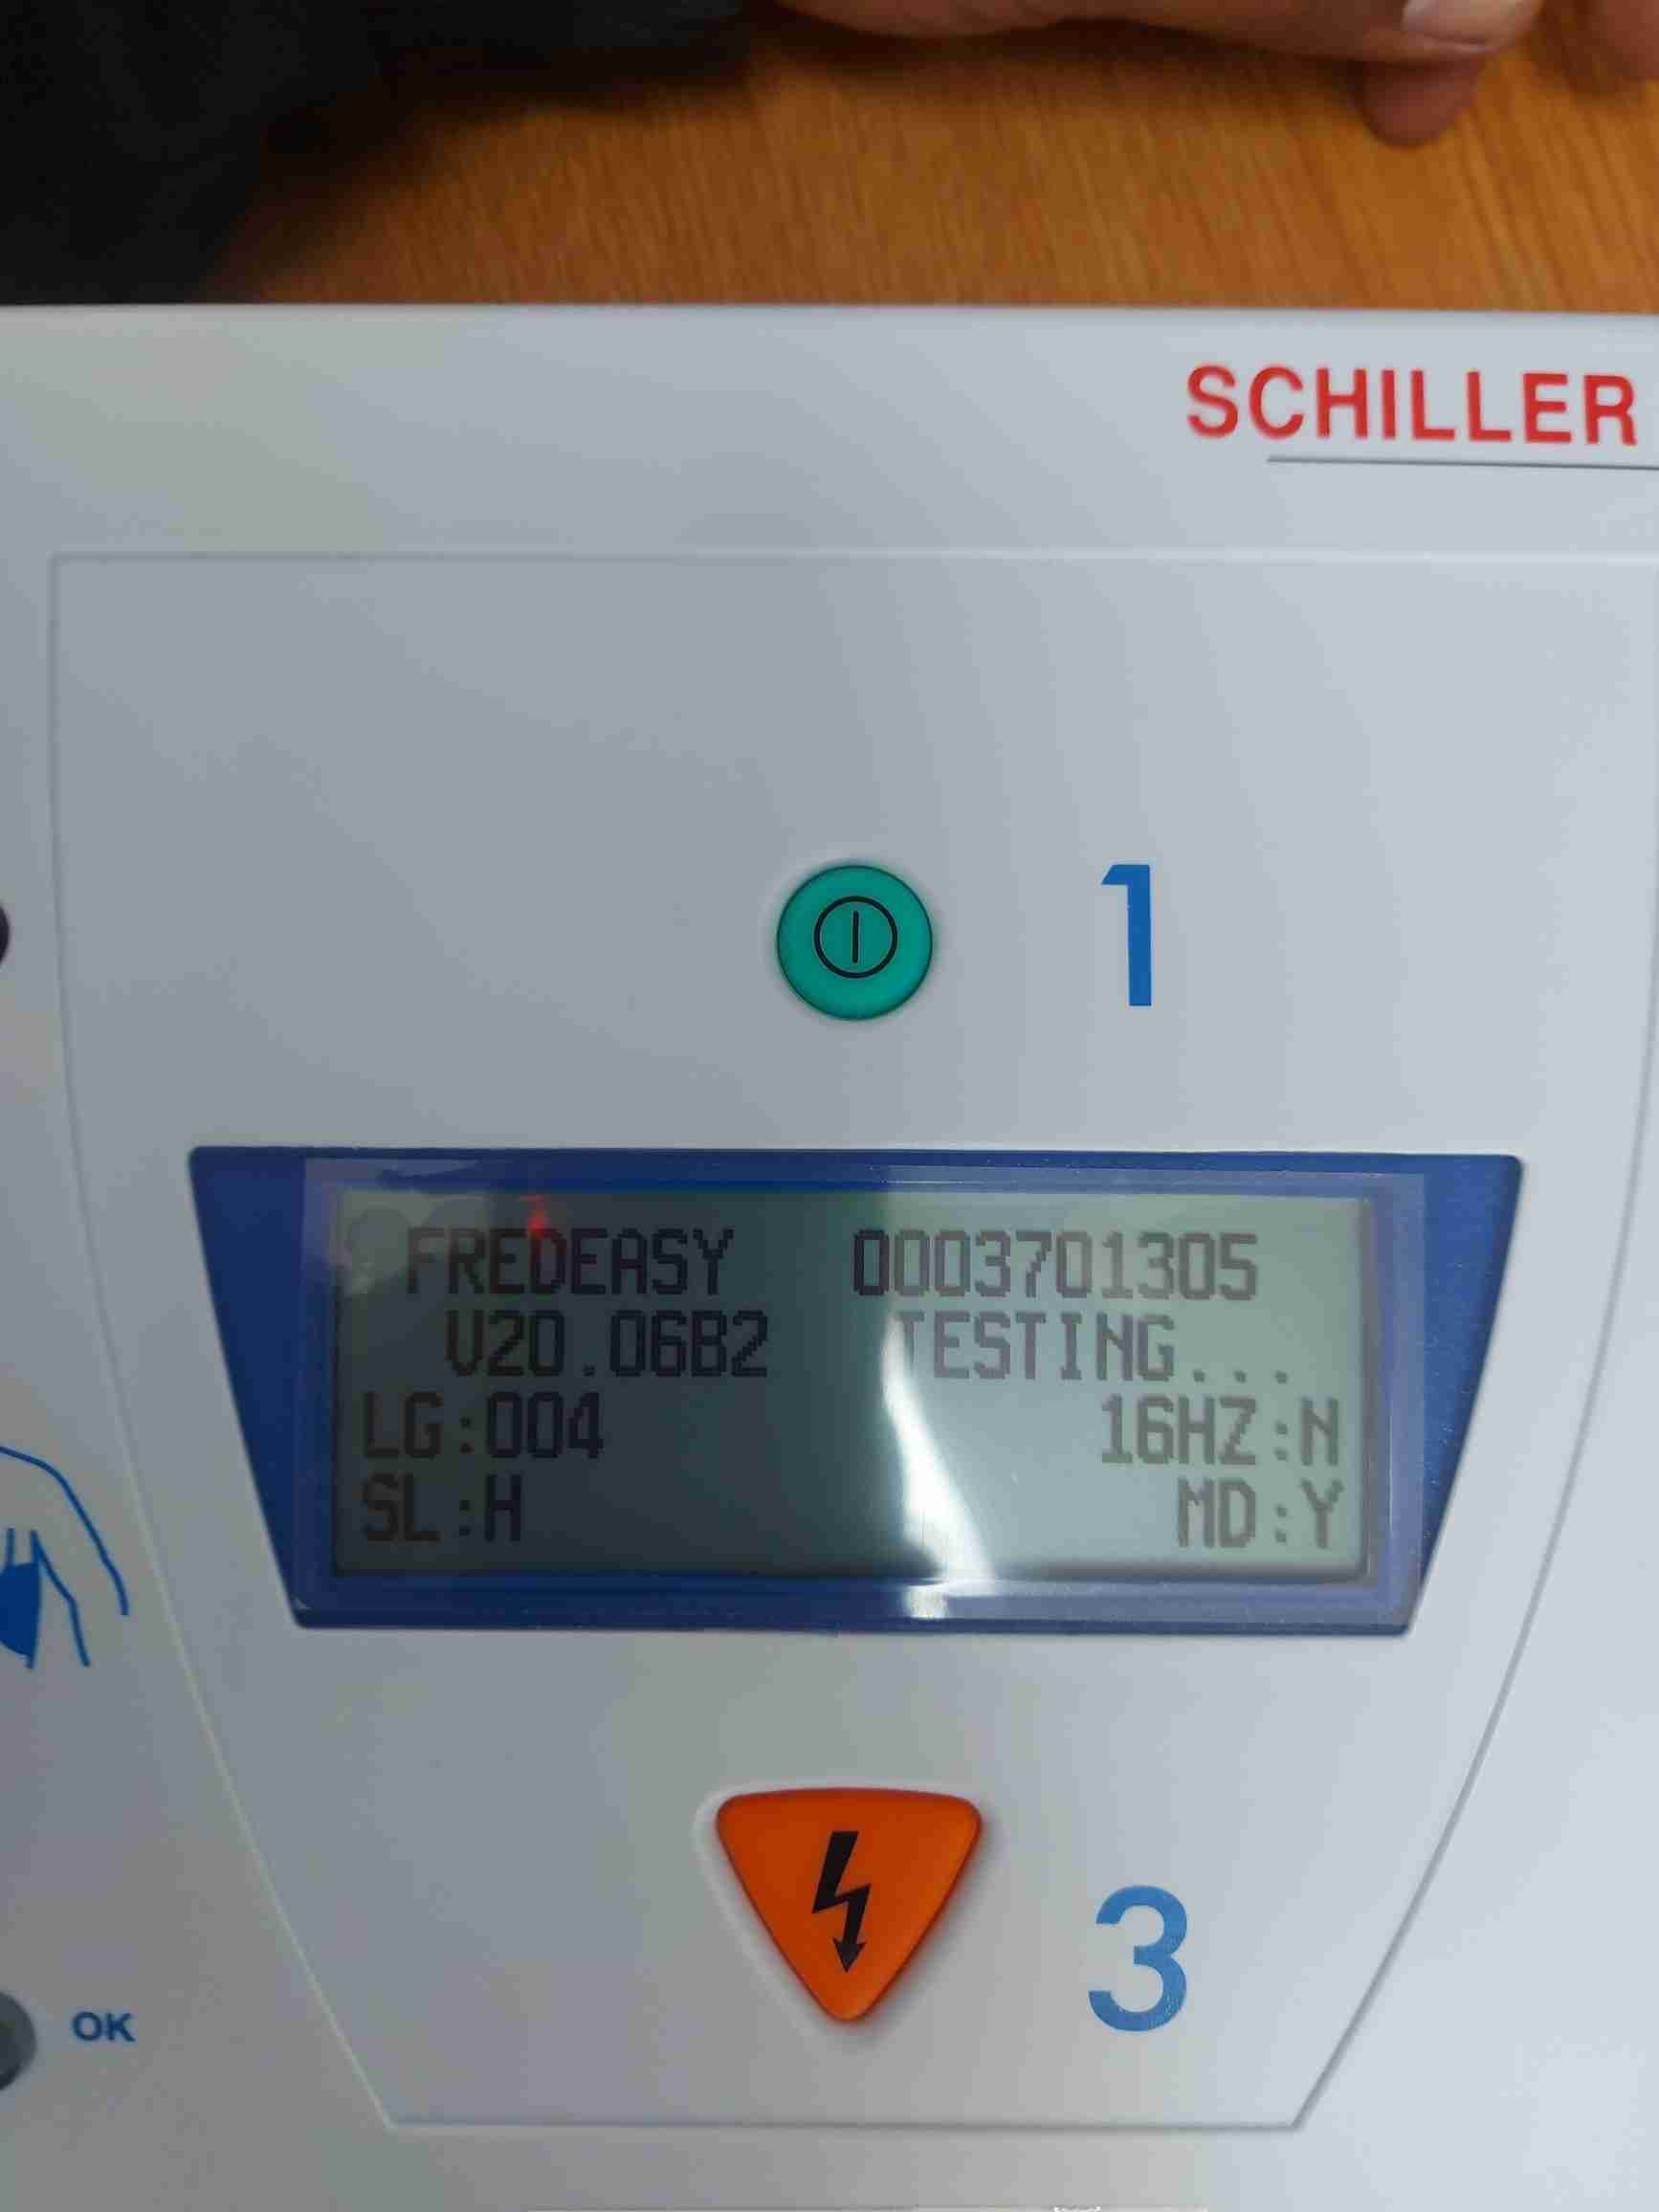 SCHILLER
1
FREDEASY 0003701305
V20.06B2 TESTING...
LG:004 16HZ:N
SL:H MD:Y
3
OK